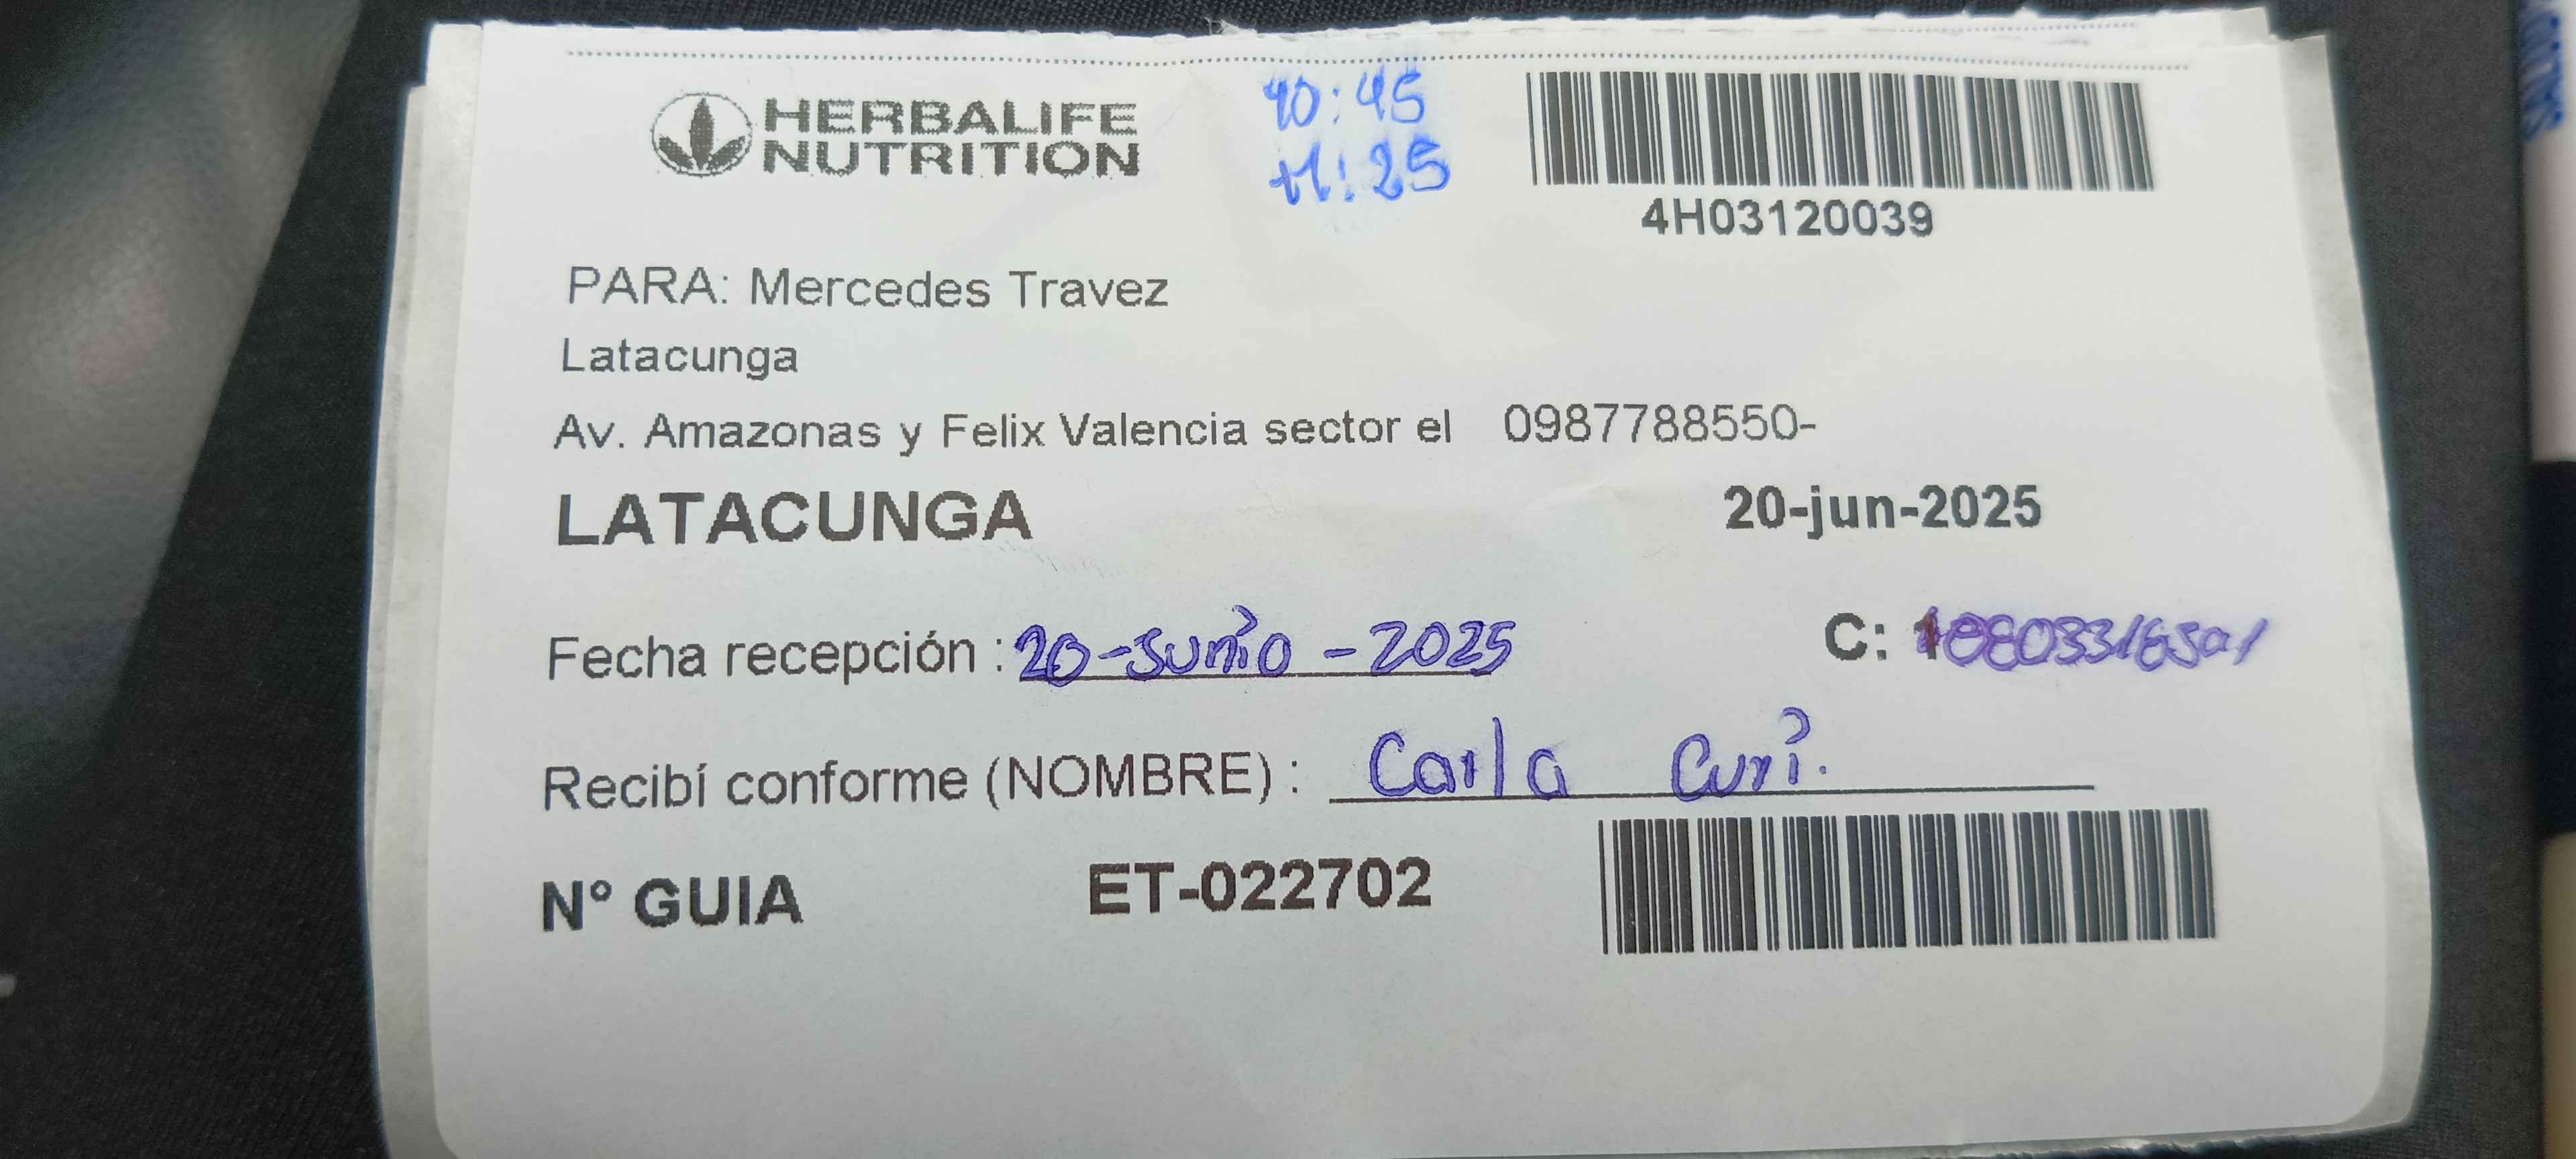 HERBALIFE
NUTRITION
10:45
11:25
4H03120039
PARA: Mercedes Travez
Latacunga
Av. Amazonas y Felix Valencia sector el 0987788550-
LATACUNGA 20-jun-2025
Fecha recepción : 20-Junio-2025 C:
Recibí conforme (NOMBRE) : Carla Curi.
N° GUIA ET-022702